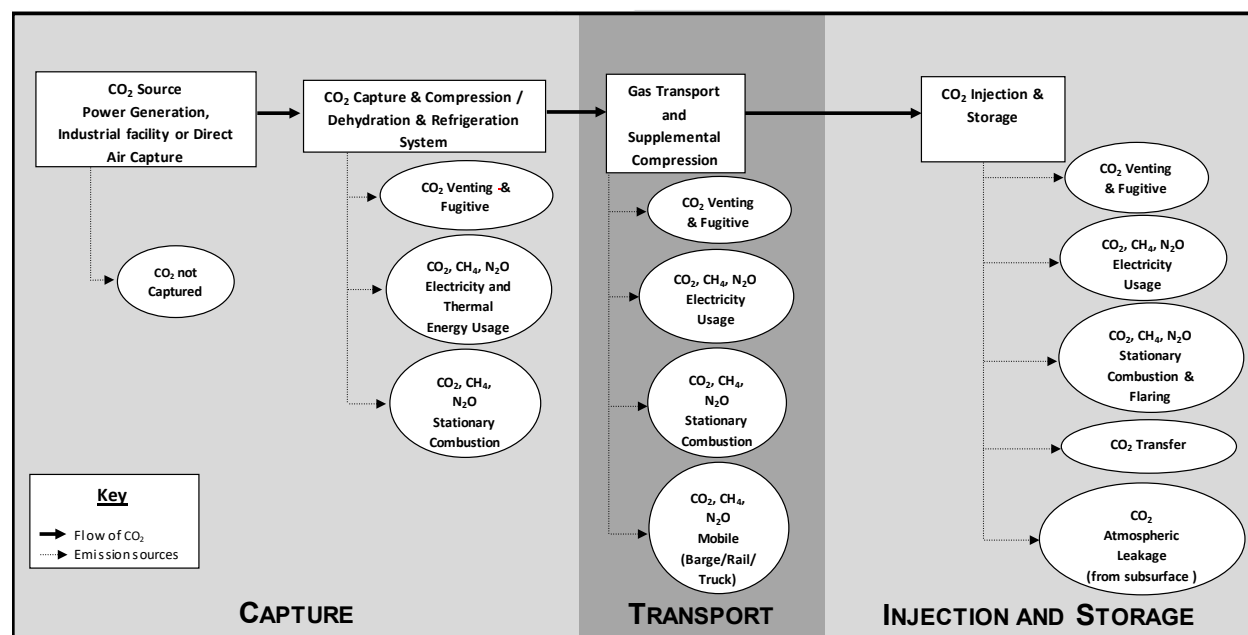 CO₂ Source
Power Generation,
Industrial facility or Direct
Air Capture
CO₂ not
Captured
CO₂ Capture & Compression /
Dehydration & Refrigeration
System
CO₂ Venting -&
Fugitive
CO₂, CH₄, N₂O
Electricity and
Thermal
Energy Usage
CO₂, CH₄,
N₂O
Stationary
Combustion
Gas Transport
and
Supplemental
Compression
CO₂ Venting
& Fugitive
CO₂, CH₄, N₂O
Electricity
Usage
CO₂, CH₄,
N₂O
Stationary
Combustion
CO₂, CH₄,
N₂O
Mobile
(Barge/Rail/
Truck)
CO₂ Injection &
Storage
CO₂ Venting
& Fugitive
CO₂, CH₄, N₂O
Electricity
Usage
CO₂, CH₄, N₂O
Stationary
Combustion &
Flaring
CO₂ Transfer
CO₂
Atmospheric
Leakage
(from subsurface )
Key
Flow of CO₂
Emission sources
CAPTURE
TRANSPORT
INJECTION AND STORAGE